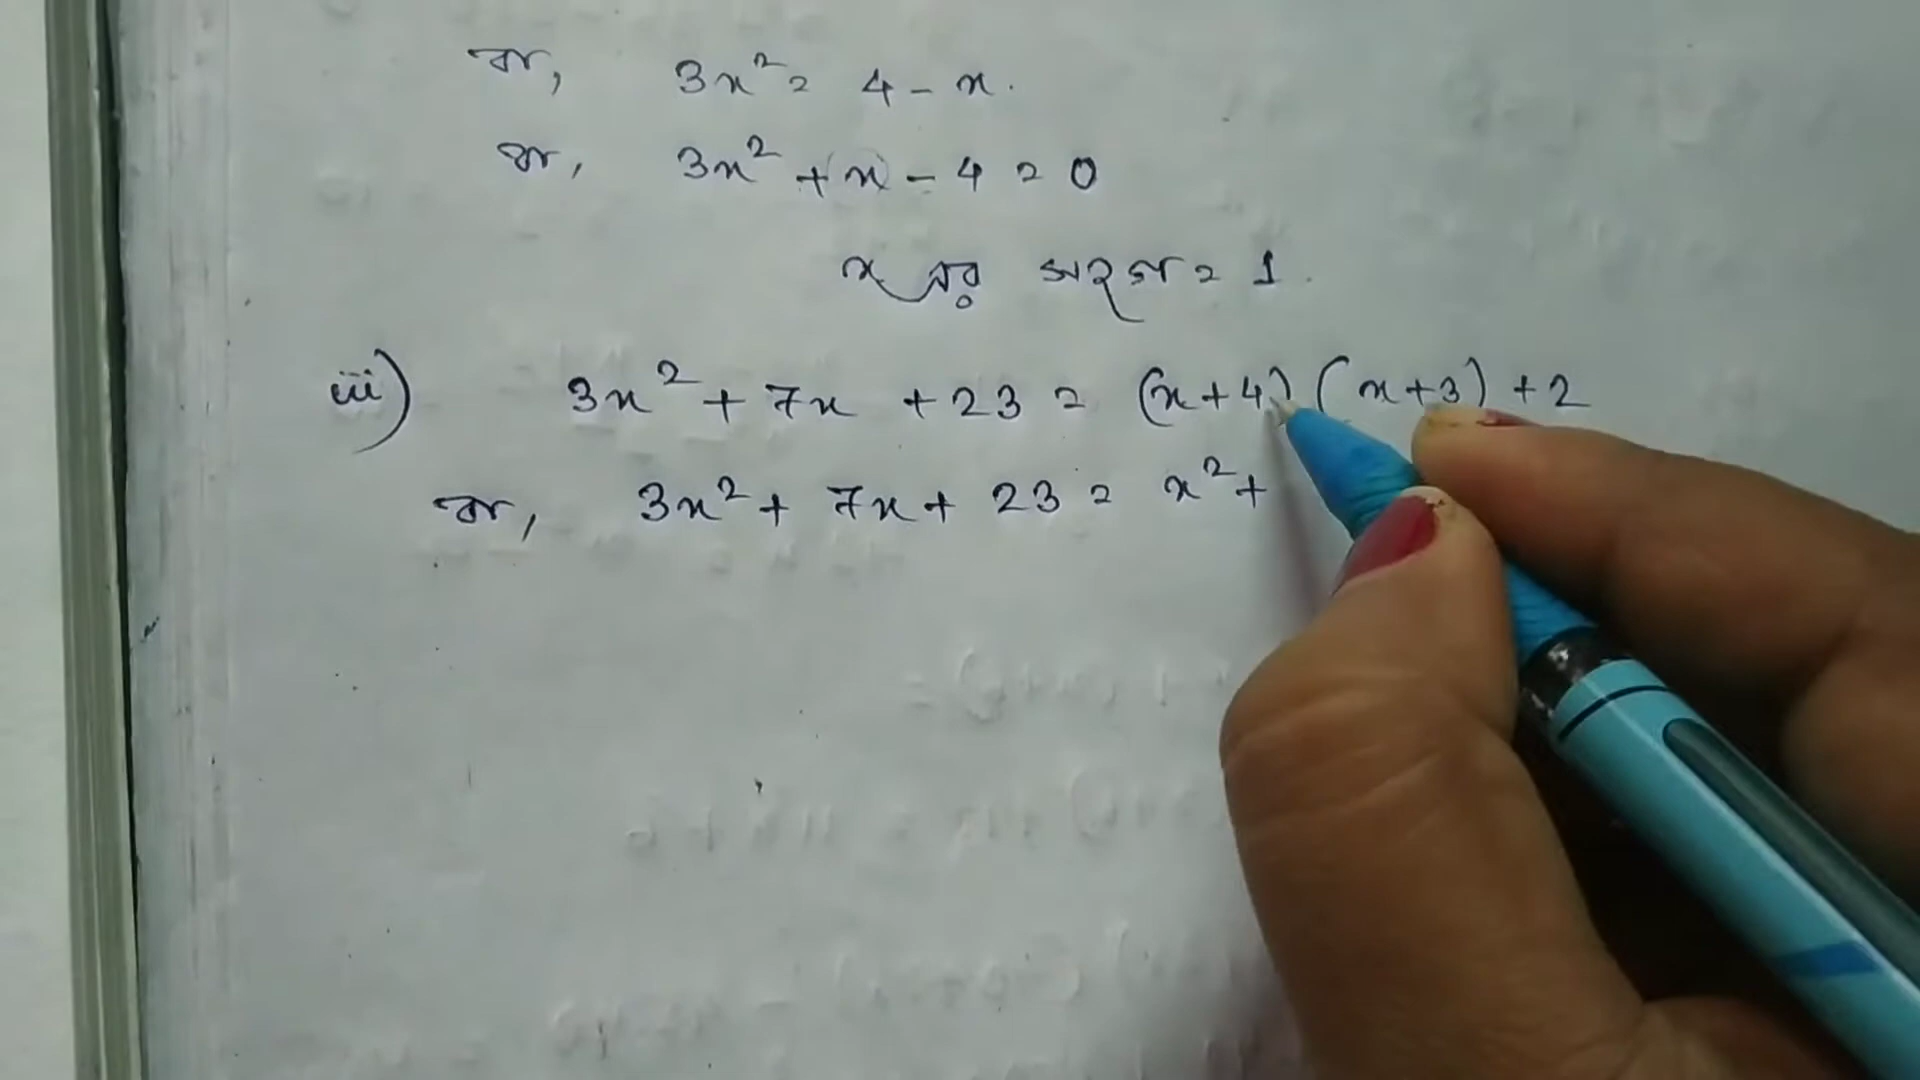 বা, 3x² = 4 - x.
বা, 3x² + x - 4 = 0
x এর সহগ = 1.
iii) 3x² + 7x + 23 = (x+4) (x+3) + 2
বা, 3x² + 7x + 23 = x² +